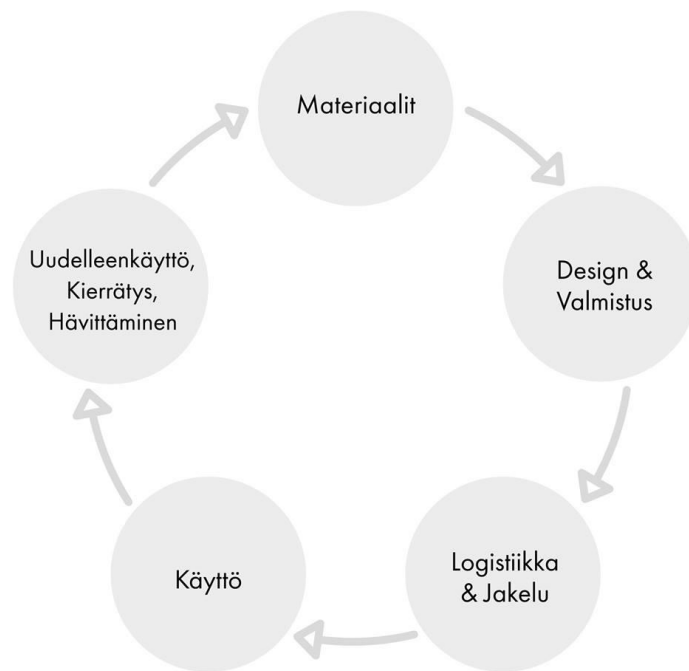 Materiaalit
Design &
Valmistus
Logistiikka
& Jakelu
Käyttö
Uudelleenkäyttö,
Kierrätys,
Hävittäminen